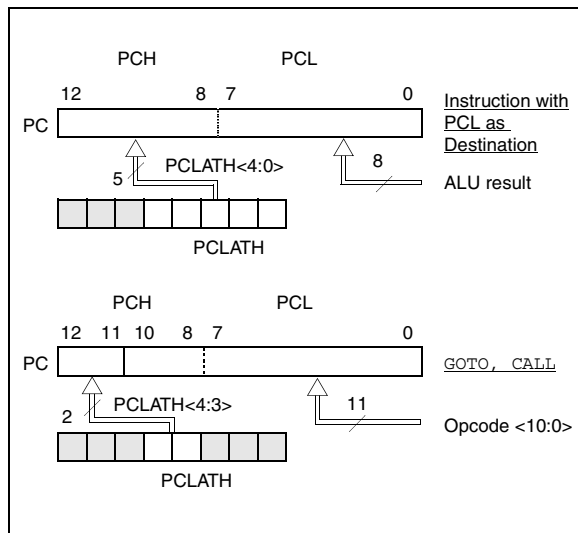 PCH PCL
12 8 7 0
PC
Instruction with
PCL as
Destination
5 PCLATH<4:0> 8
ALU result
PCLATH
PCH PCL
12 11 10 8 7 0
PC
GOTO, CALL
2 PCLATH<4:3> 11
Opcode <10:0>
PCLATH